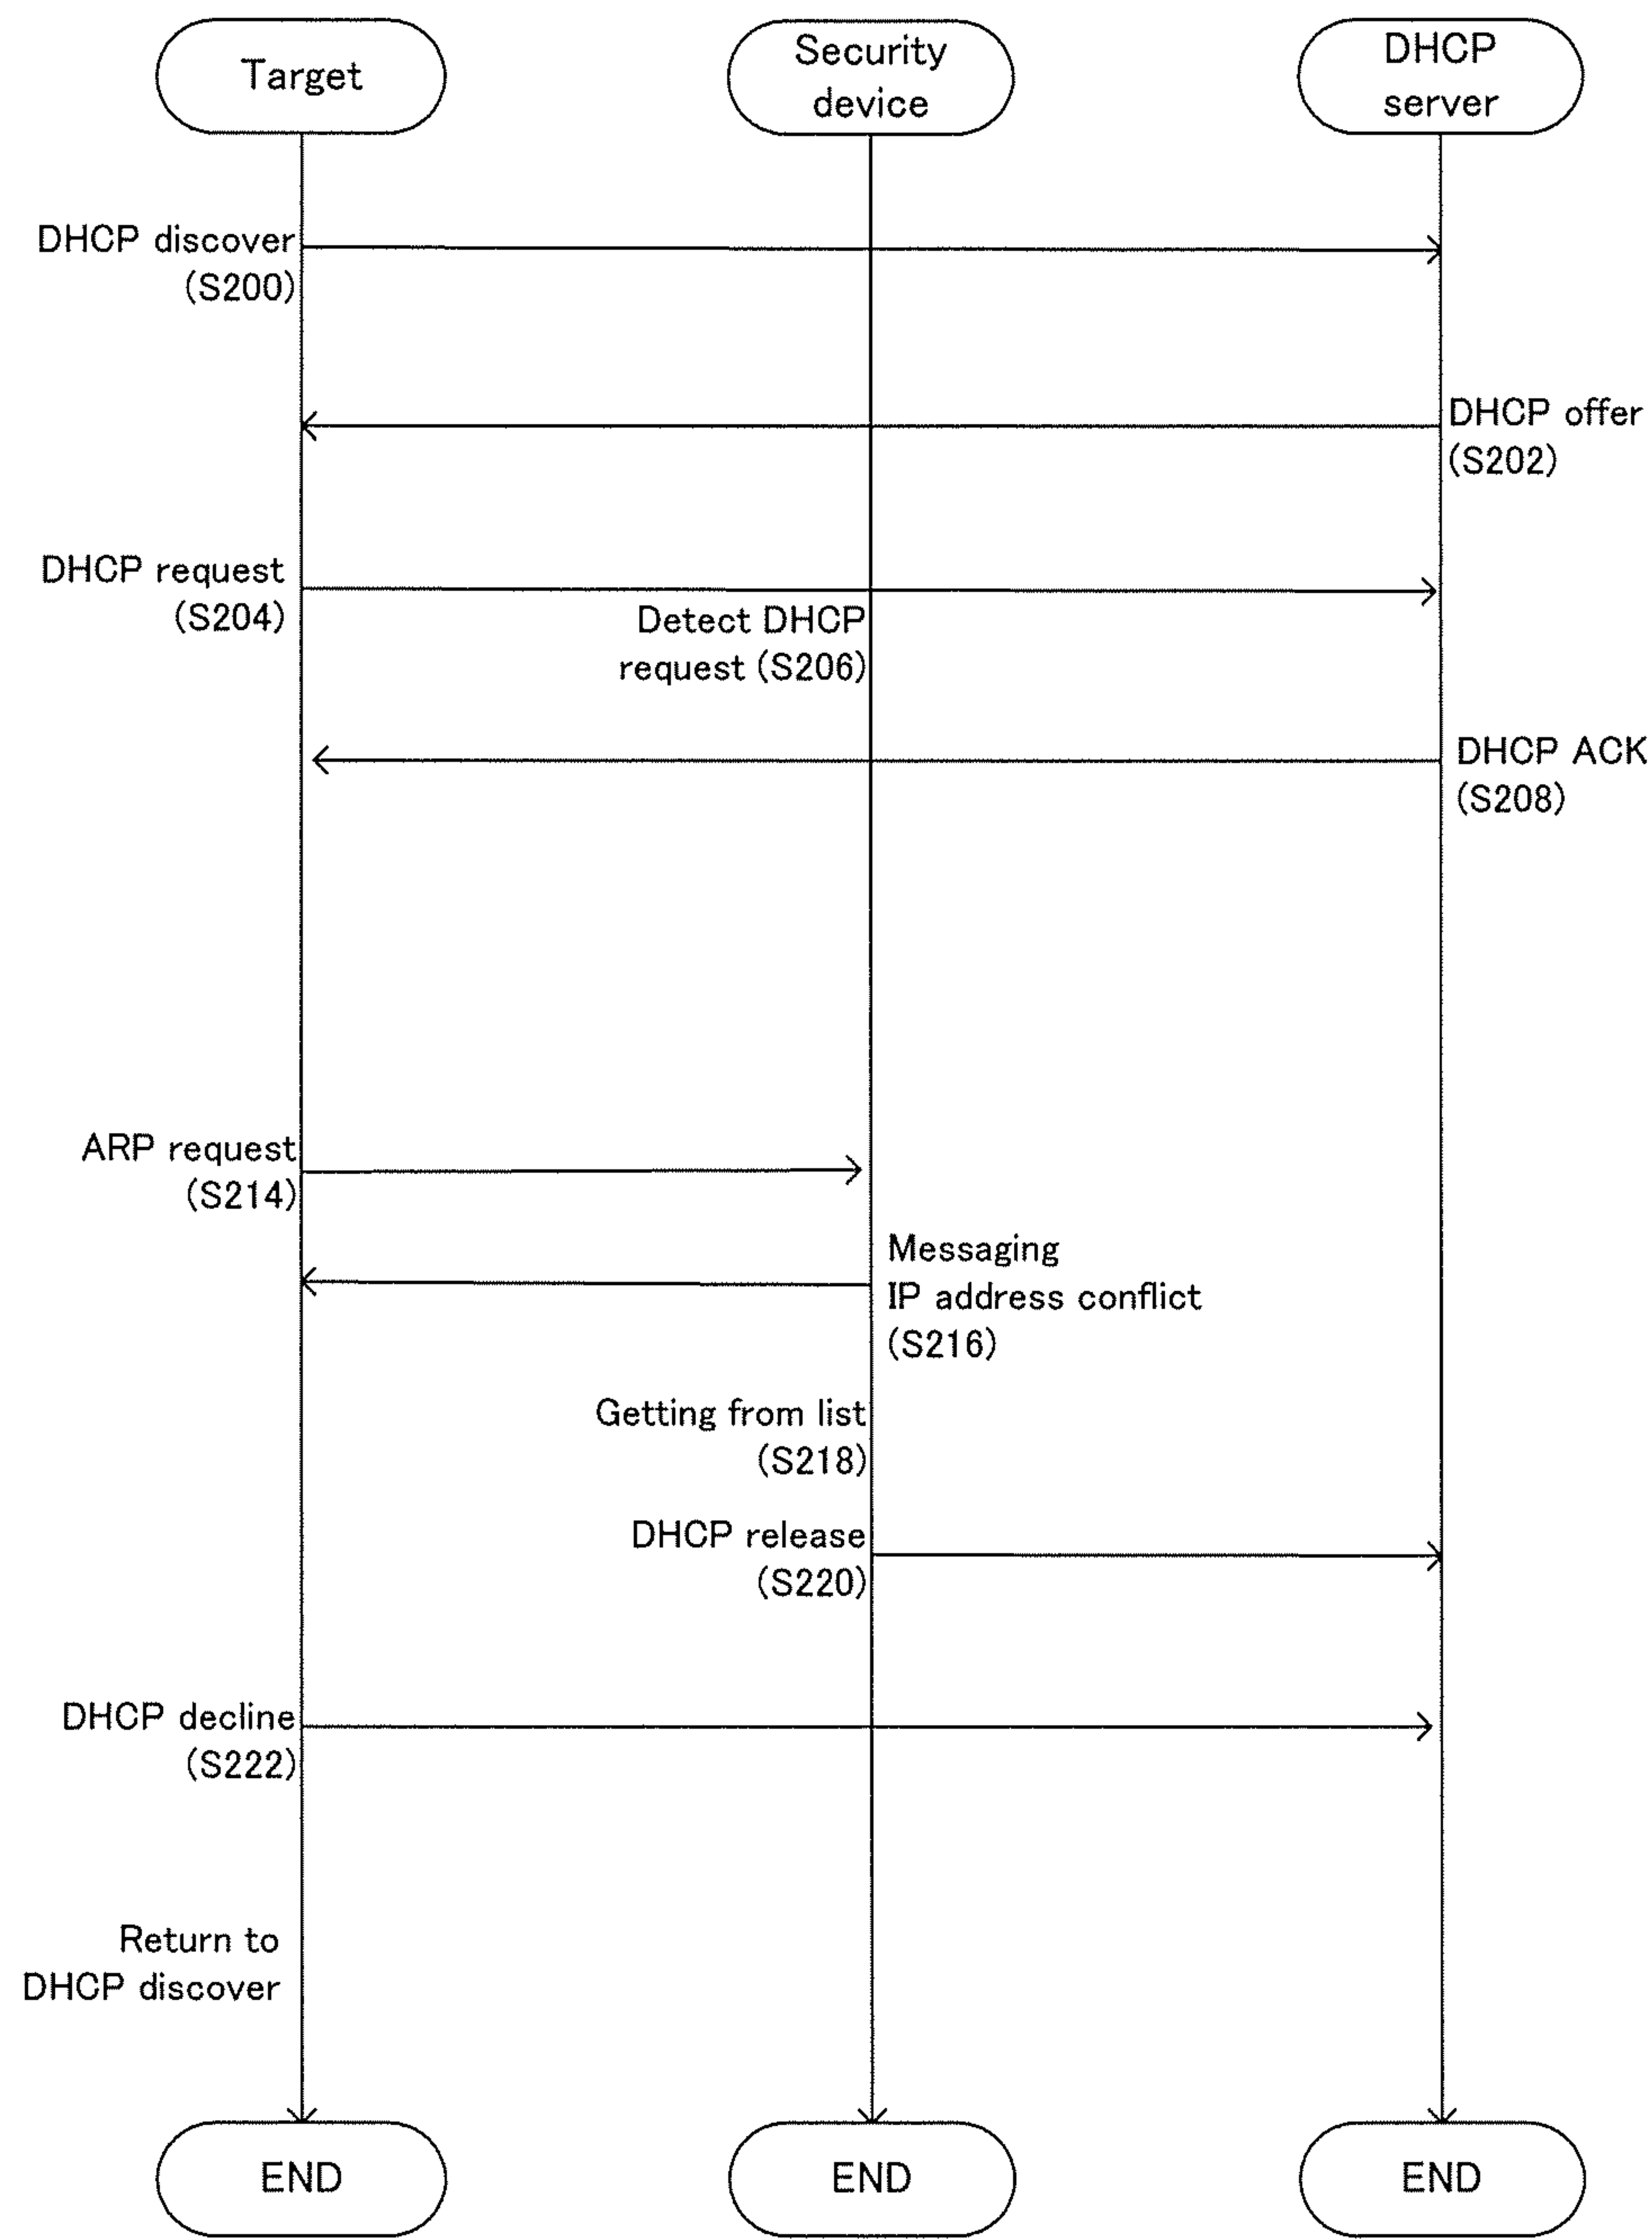 Target
Security
device
DHCP
server
DHCP discover
(S200)
DHCP offer
(S202)
DHCP request
(S204)
Detect DHCP
request (S206)
DHCP ACK
(S208)
ARP request
(S214)
Messaging
IP address conflict
(S216)
Getting from list
(S218)
DHCP release
(S220)
DHCP decline
(S222)
Return to
DHCP discover
END
END
END